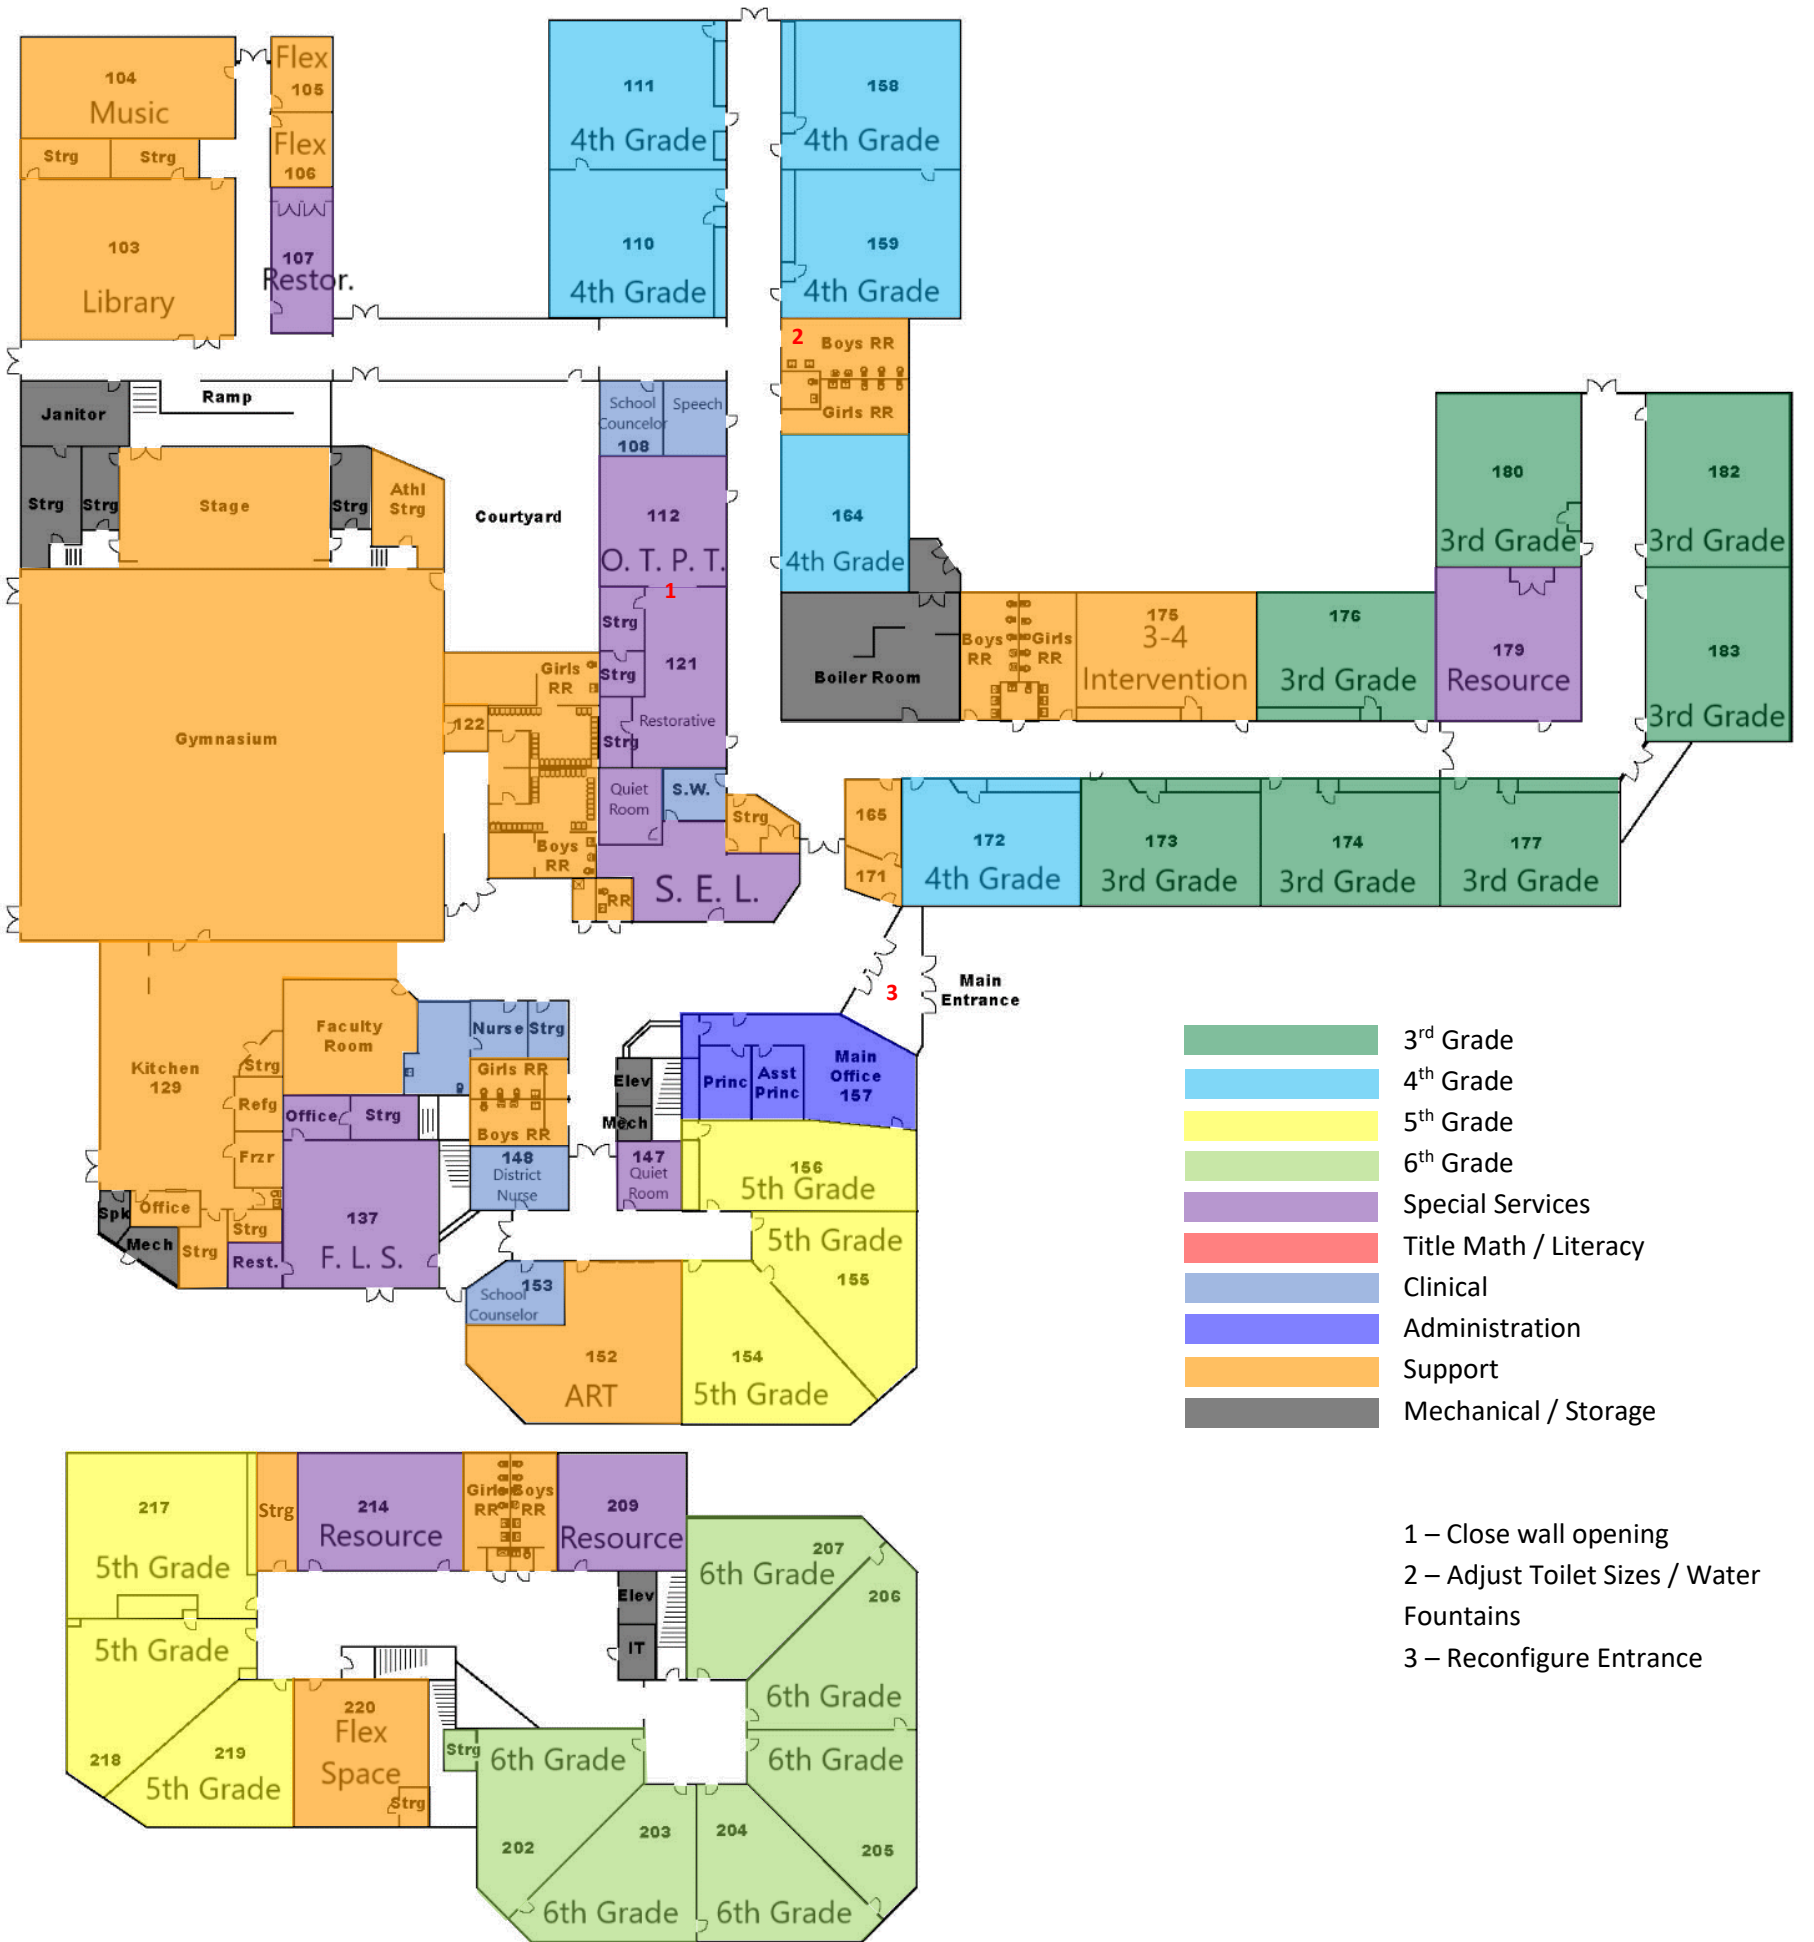 104
Music
Strg
Strg
103
Library
Flex
105
Flex
106
107
Restor.
111
4th Grade
110
4th Grade
158
4th Grade
159
4th Grade
2
Boys RR
Girls RR
164
4th Grade
Janitor
Ramp
Strg
Strg
Stage
Strg
Athl
Strg
Courtyard
School
Councelor
108
Speech
112
O. T. P. T.
1
Strg
121
Strg
Restorative
Strg
Quiet
Room
S.W.
Strg
S. E. L.
Gymnasium
Girls
RR
122
Boys
RR
RR
Boiler Room
Boys
RR
Girls
RR
175
3-4
Intervention
176
3rd Grade
180
3rd Grade
179
Resource
182
3rd Grade
183
3rd Grade
165
171
172
4th Grade
173
3rd Grade
174
3rd Grade
177
3rd Grade
3
Main
Entrance
Kitchen
129
Faculty
Room
Strg
Refg
Frzr
Office
Strg
Nurse
Strg
Girls RR
Boys RR
148
District
Nurse
Elev
Mech
147
Quiet
Room
Princ
Asst
Princ
Main
Office
157
156
5th Grade
5th Grade
155
154
5th Grade
Spk
Office
Mech
Strg
Strg
Rest.
137
F. L. S.
153
School
Counselor
152
ART
3rd Grade
4th Grade
5th Grade
6th Grade
Special Services
Title Math / Literacy
Clinical
Administration
Support
Mechanical / Storage
217
5th Grade
5th Grade
218
219
5th Grade
Strg
214
Resource
Girls
RR
Boys
RR
209
Resource
Elev
IT
220
Flex
Space
Strg
Strg
6th Grade
202
203
6th Grade
204
6th Grade
6th Grade
205
6th Grade
206
207
6th Grade
1 – Close wall opening
2 – Adjust Toilet Sizes / Water
Fountains
3 – Reconfigure Entrance